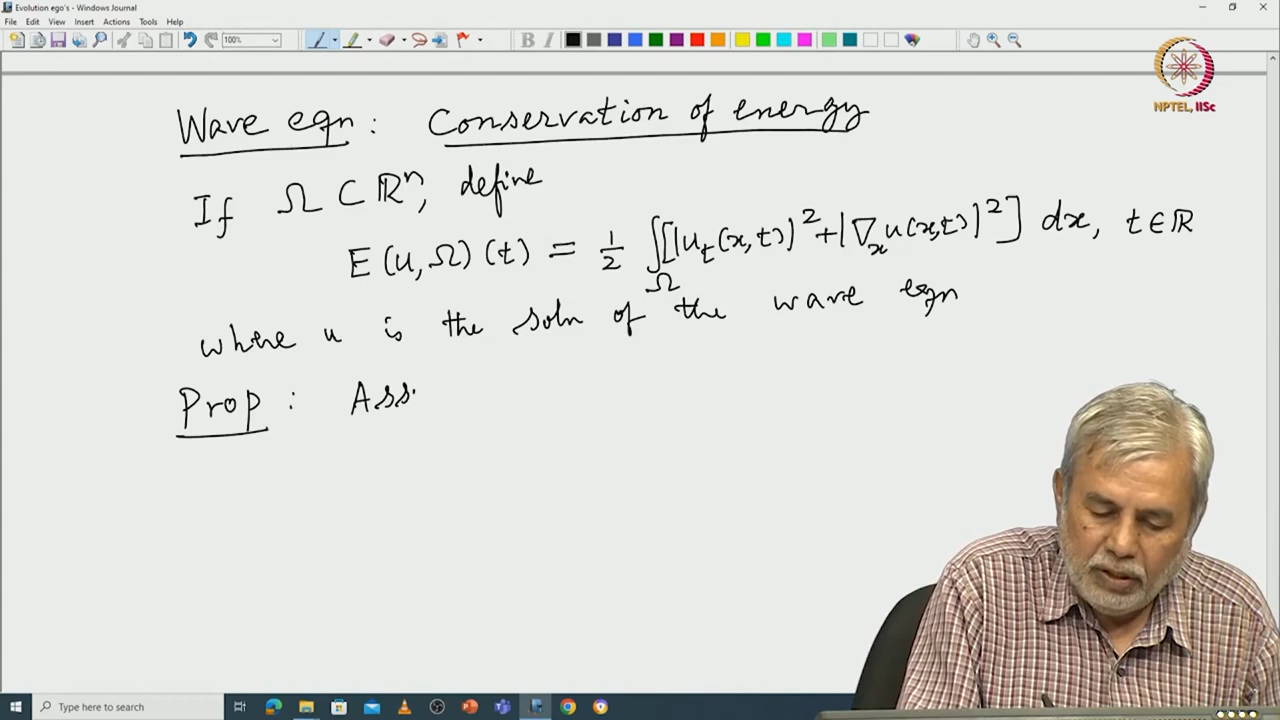 Evolution eqo's - Windows Journal
File Edit View Insert Actions Tools Help
100%
NPTEL, IISc
Wave eqn : Conservation of energy
If Ω ⊂ ℝⁿ, define
E (u, Ω) (t) = 1/2 ∫_Ω [|u_t(x,t)|² + |∇_x u(x,t)|²] dx, t ∈ ℝ
where u is the soln of the wave eqn
Prop : Ass
Type here to search